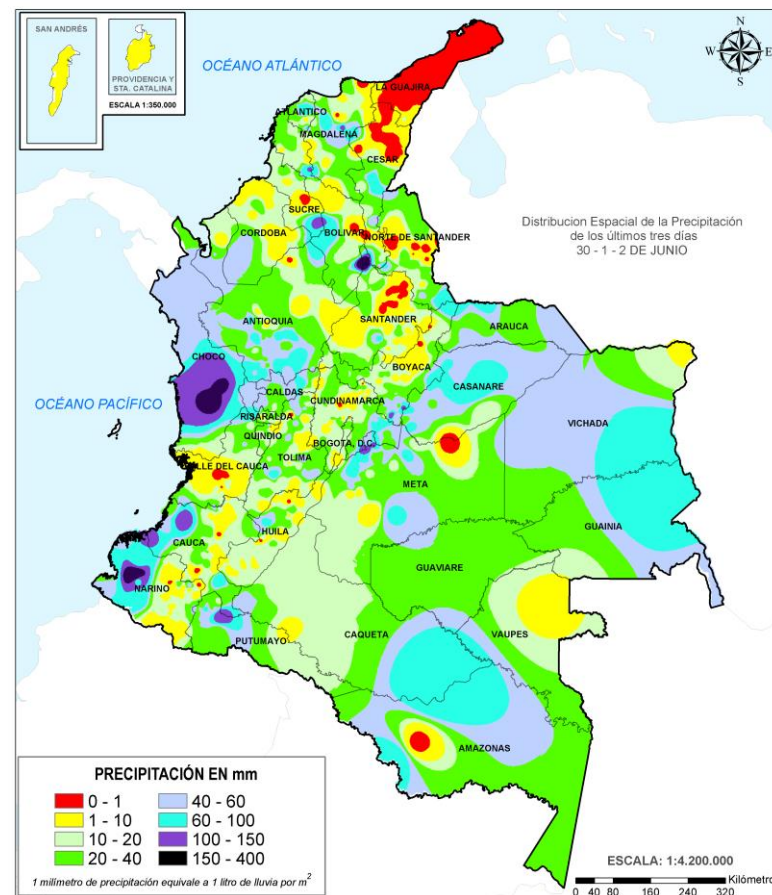 SAN ANDRÉS
PROVIDENCIA Y
STA. CATALINA
ESCALA 1:350.000
OCÉANO ATLÁNTICO
N
W
E
S
LA GUAJIRA
ATLANTICO
MAGDALENA
CESAR
SUCRE
CORDOBA
BOLIVAR
NORTE DE SANTANDER
Distribucion Espacial de la Precipitación
de los últimos tres días
30 - 1 - 2 DE JUNIO
ANTIOQUIA
SANTANDER
ARAUCA
CHOCO
BOYACA
OCÉANO PACÍFICO
CALDAS
CUNDINAMARCA
CASANARE
RISARALDA
VICHADA
QUINDIO
BOGOTA, D.C.
TOLIMA
VALLE DEL CAUCA
META
GUAINIA
HUILA
CAUCA
GUAVIARE
NARIÑO
PUTUMAYO
CAQUETA
VAUPES
AMAZONAS
PRECIPITACIÓN EN mm
0 - 1
40 - 60
1 - 10
60 - 100
10 - 20
100 - 150
20 - 40
150 - 400
1 milímetro de precipitación equivale a 1 litro de lluvia por m2
ESCALA: 1:4.200.000
Kilómetro
0 40 80 160 240 320